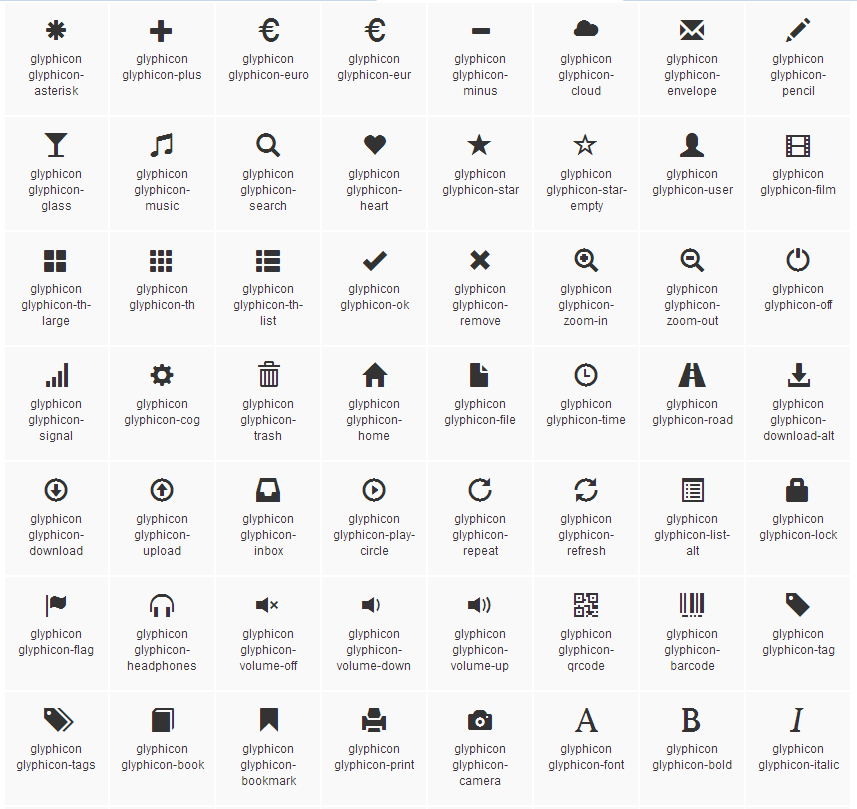 glyphicon
glyphicon-
asterisk
glyphicon
glyphicon-plus
glyphicon
glyphicon-euro
glyphicon
glyphicon-eur
glyphicon
glyphicon-
minus
glyphicon
glyphicon-
cloud
glyphicon
glyphicon-
envelope
glyphicon
glyphicon-
pencil
glyphicon
glyphicon-
glass
glyphicon
glyphicon-
music
glyphicon
glyphicon-
search
glyphicon
glyphicon-
heart
glyphicon
glyphicon-star
glyphicon
glyphicon-star-
empty
glyphicon
glyphicon-user
glyphicon
glyphicon-film
glyphicon
glyphicon-th-
large
glyphicon
glyphicon-th
glyphicon
glyphicon-th-
list
glyphicon
glyphicon-ok
glyphicon
glyphicon-
remove
glyphicon
glyphicon-
zoom-in
glyphicon
glyphicon-
zoom-out
glyphicon
glyphicon-off
glyphicon
glyphicon-
signal
glyphicon
glyphicon-cog
glyphicon
glyphicon-
trash
glyphicon
glyphicon-
home
glyphicon
glyphicon-file
glyphicon
glyphicon-time
glyphicon
glyphicon-road
glyphicon
glyphicon-
download-alt
glyphicon
glyphicon-
download
glyphicon
glyphicon-
upload
glyphicon
glyphicon-
inbox
glyphicon
glyphicon-play-
circle
glyphicon
glyphicon-
repeat
glyphicon
glyphicon-
refresh
glyphicon
glyphicon-list-
alt
glyphicon
glyphicon-lock
glyphicon
glyphicon-flag
glyphicon
glyphicon-
headphones
glyphicon
glyphicon-
volume-off
glyphicon
glyphicon-
volume-down
glyphicon
glyphicon-
volume-up
glyphicon
glyphicon-
qrcode
glyphicon
glyphicon-
barcode
glyphicon
glyphicon-tag
glyphicon
glyphicon-tags
glyphicon
glyphicon-book
glyphicon
glyphicon-
bookmark
glyphicon
glyphicon-print
glyphicon
glyphicon-
camera
A
glyphicon
glyphicon-font
B
glyphicon
glyphicon-bold
I
glyphicon
glyphicon-italic